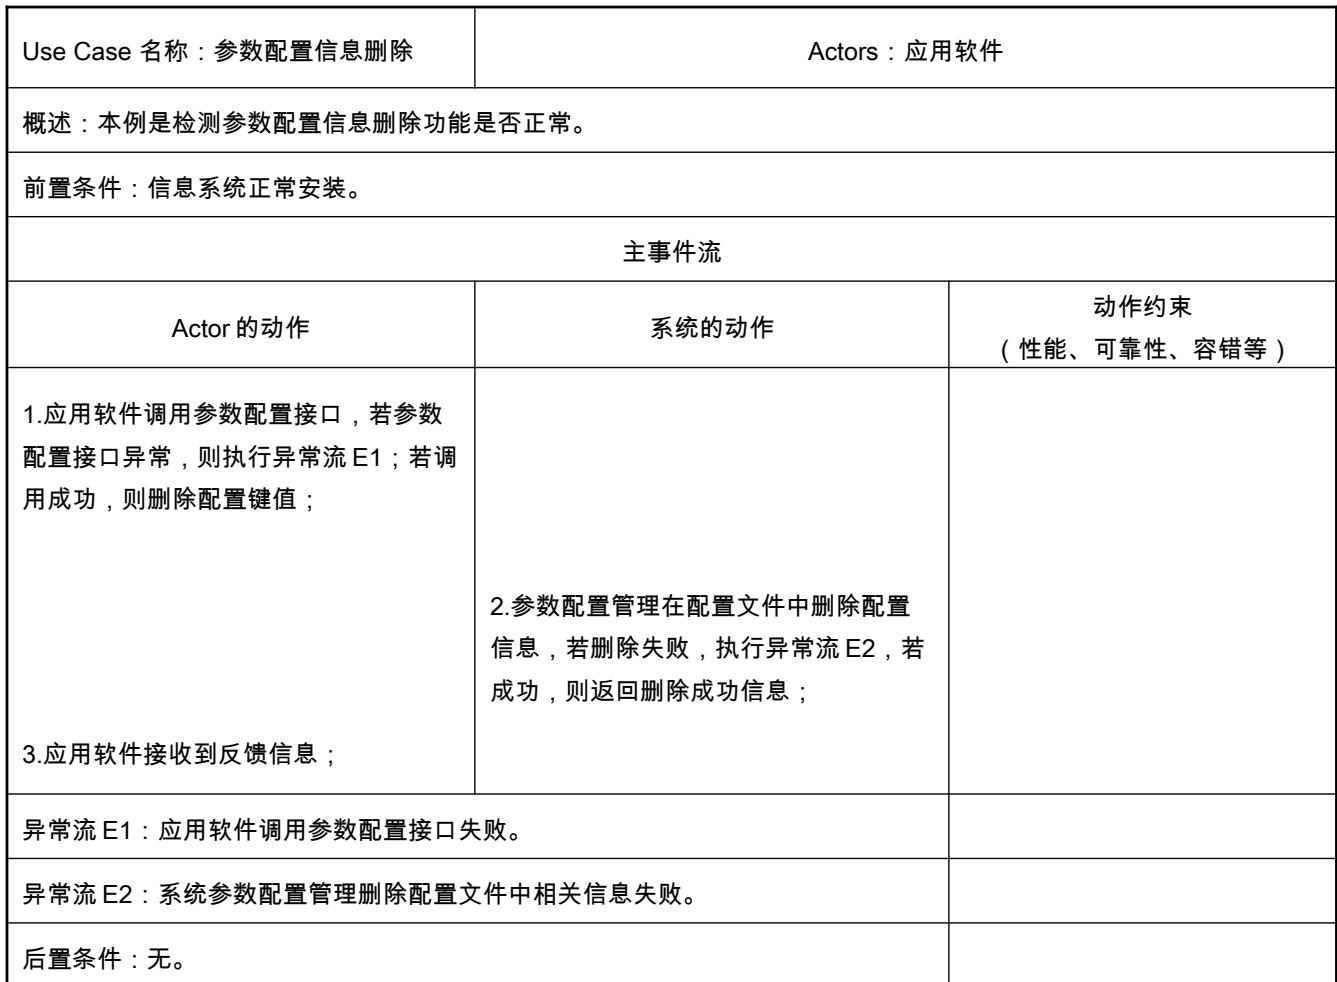 Use Case 名称：参数配置信息删除
Actors：应用软件
概述：本例是检测参数配置信息删除功能是否正常。
前置条件：信息系统正常安装。
主事件流
Actor 的动作
系统的动作
动作约束
（性能、可靠性、容错等）
1.应用软件调用参数配置接口，若参数
配置接口异常，则执行异常流 E1；若调
用成功，则删除配置键值；
2.参数配置管理在配置文件中删除配置
信息，若删除失败，执行异常流 E2，若
成功，则返回删除成功信息；
3.应用软件接收到反馈信息；
异常流 E1：应用软件调用参数配置接口失败。
异常流 E2：系统参数配置管理删除配置文件中相关信息失败。
后置条件：无。